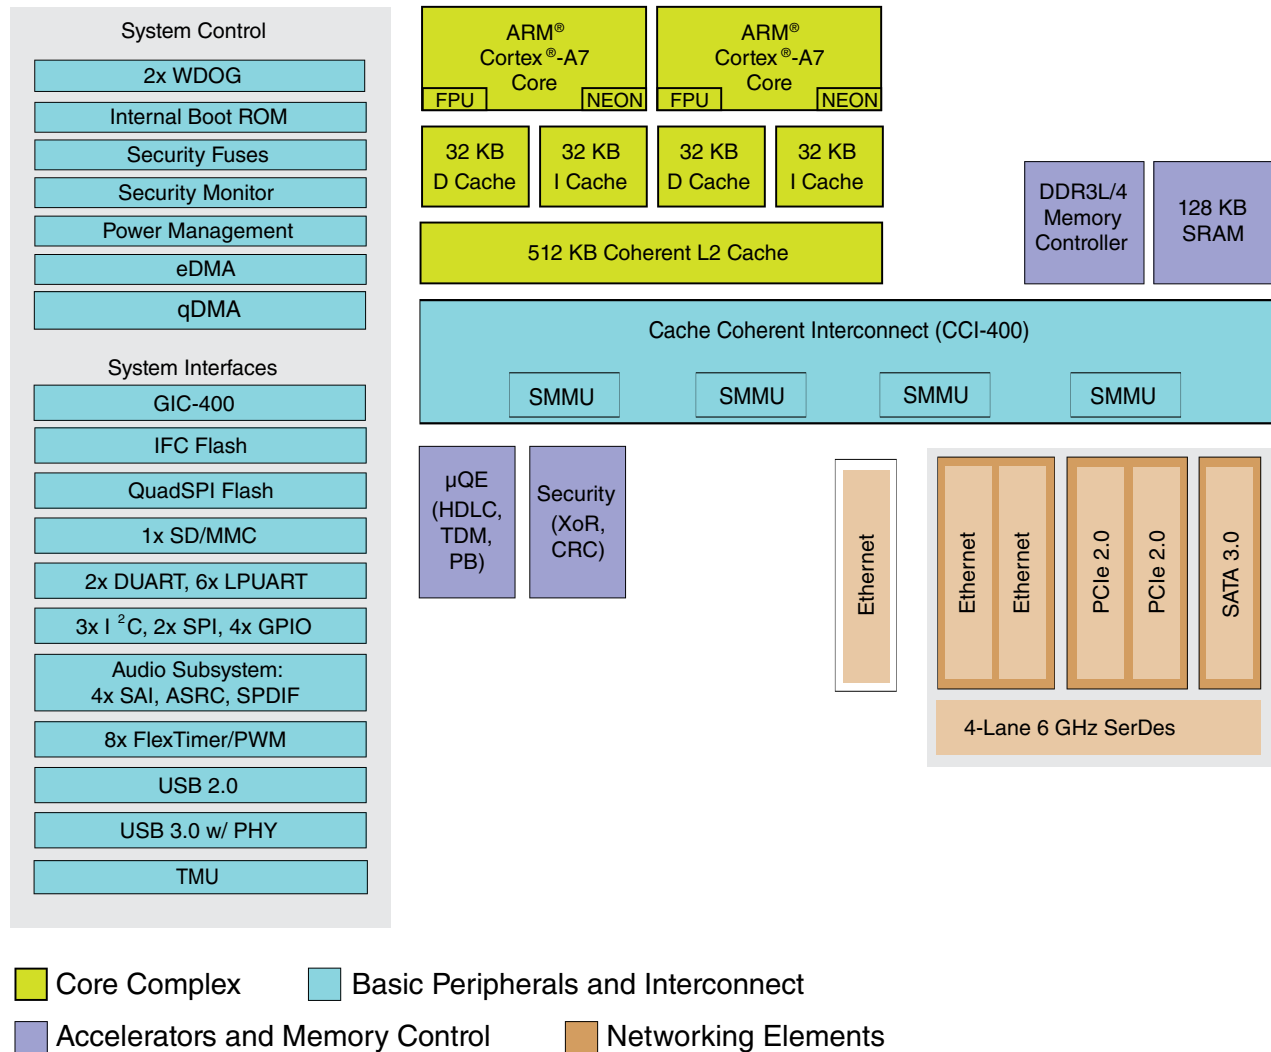 System Control
2x WDOG
Internal Boot ROM
Security Fuses
Security Monitor
Power Management
eDMA
qDMA
System Interfaces
GIC-400
IFC Flash
QuadSPI Flash
1x SD/MMC
2x DUART, 6x LPUART
3x I ²C, 2x SPI, 4x GPIO
Audio Subsystem:
4x SAI, ASRC, SPDIF
8x FlexTimer/PWM
USB 2.0
USB 3.0 w/ PHY
TMU
ARM®
Cortex®-A7
Core
FPU
NEON
ARM®
Cortex®-A7
Core
FPU
NEON
32 KB
D Cache
32 KB
I Cache
32 KB
D Cache
32 KB
I Cache
512 KB Coherent L2 Cache
DDR3L/4
Memory
Controller
128 KB
SRAM
Cache Coherent Interconnect (CCI-400)
SMMU
SMMU
SMMU
SMMU
µQE
(HDLC,
TDM,
PB)
Security
(XoR,
CRC)
Ethernet
Ethernet
Ethernet
PCIe 2.0
PCIe 2.0
SATA 3.0
4-Lane 6 GHz SerDes
Core Complex
Basic Peripherals and Interconnect
Accelerators and Memory Control
Networking Elements